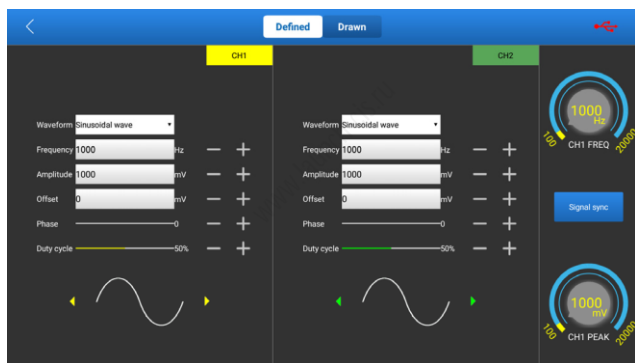 Defined Drawn
CH1 CH2
Waveform Sinusoidal wave Waveform Sinusoidal wave
Frequency 1000 Hz Frequency 1000 Hz
Amplitude 1000 mV Amplitude 1000 mV
Offset 0 mV Offset 0 mV
Phase 0 Phase 0
Duty cycle 50% Duty cycle 50%
1000
Hz
100 CH1 FREQ 20000
Signal sync
1000
mV
200 CH1 PEAK 20000